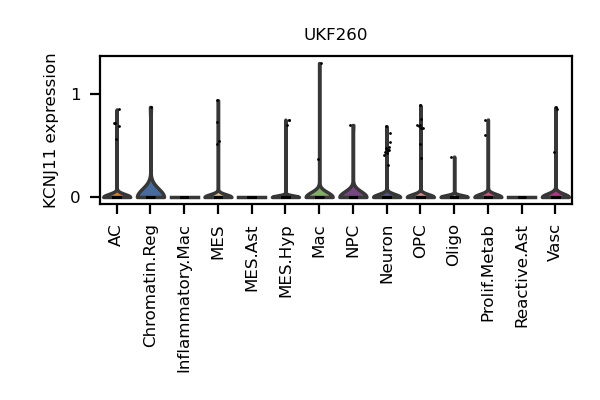 UKF260
KCNJ11 expression
1
0
AC
Chromatin.Reg
Inflammatory.Mac
MES
MES.Ast
MES.Hyp
Mac
NPC
Neuron
OPC
Oligo
Prolif.Metab
Reactive.Ast
Vasc